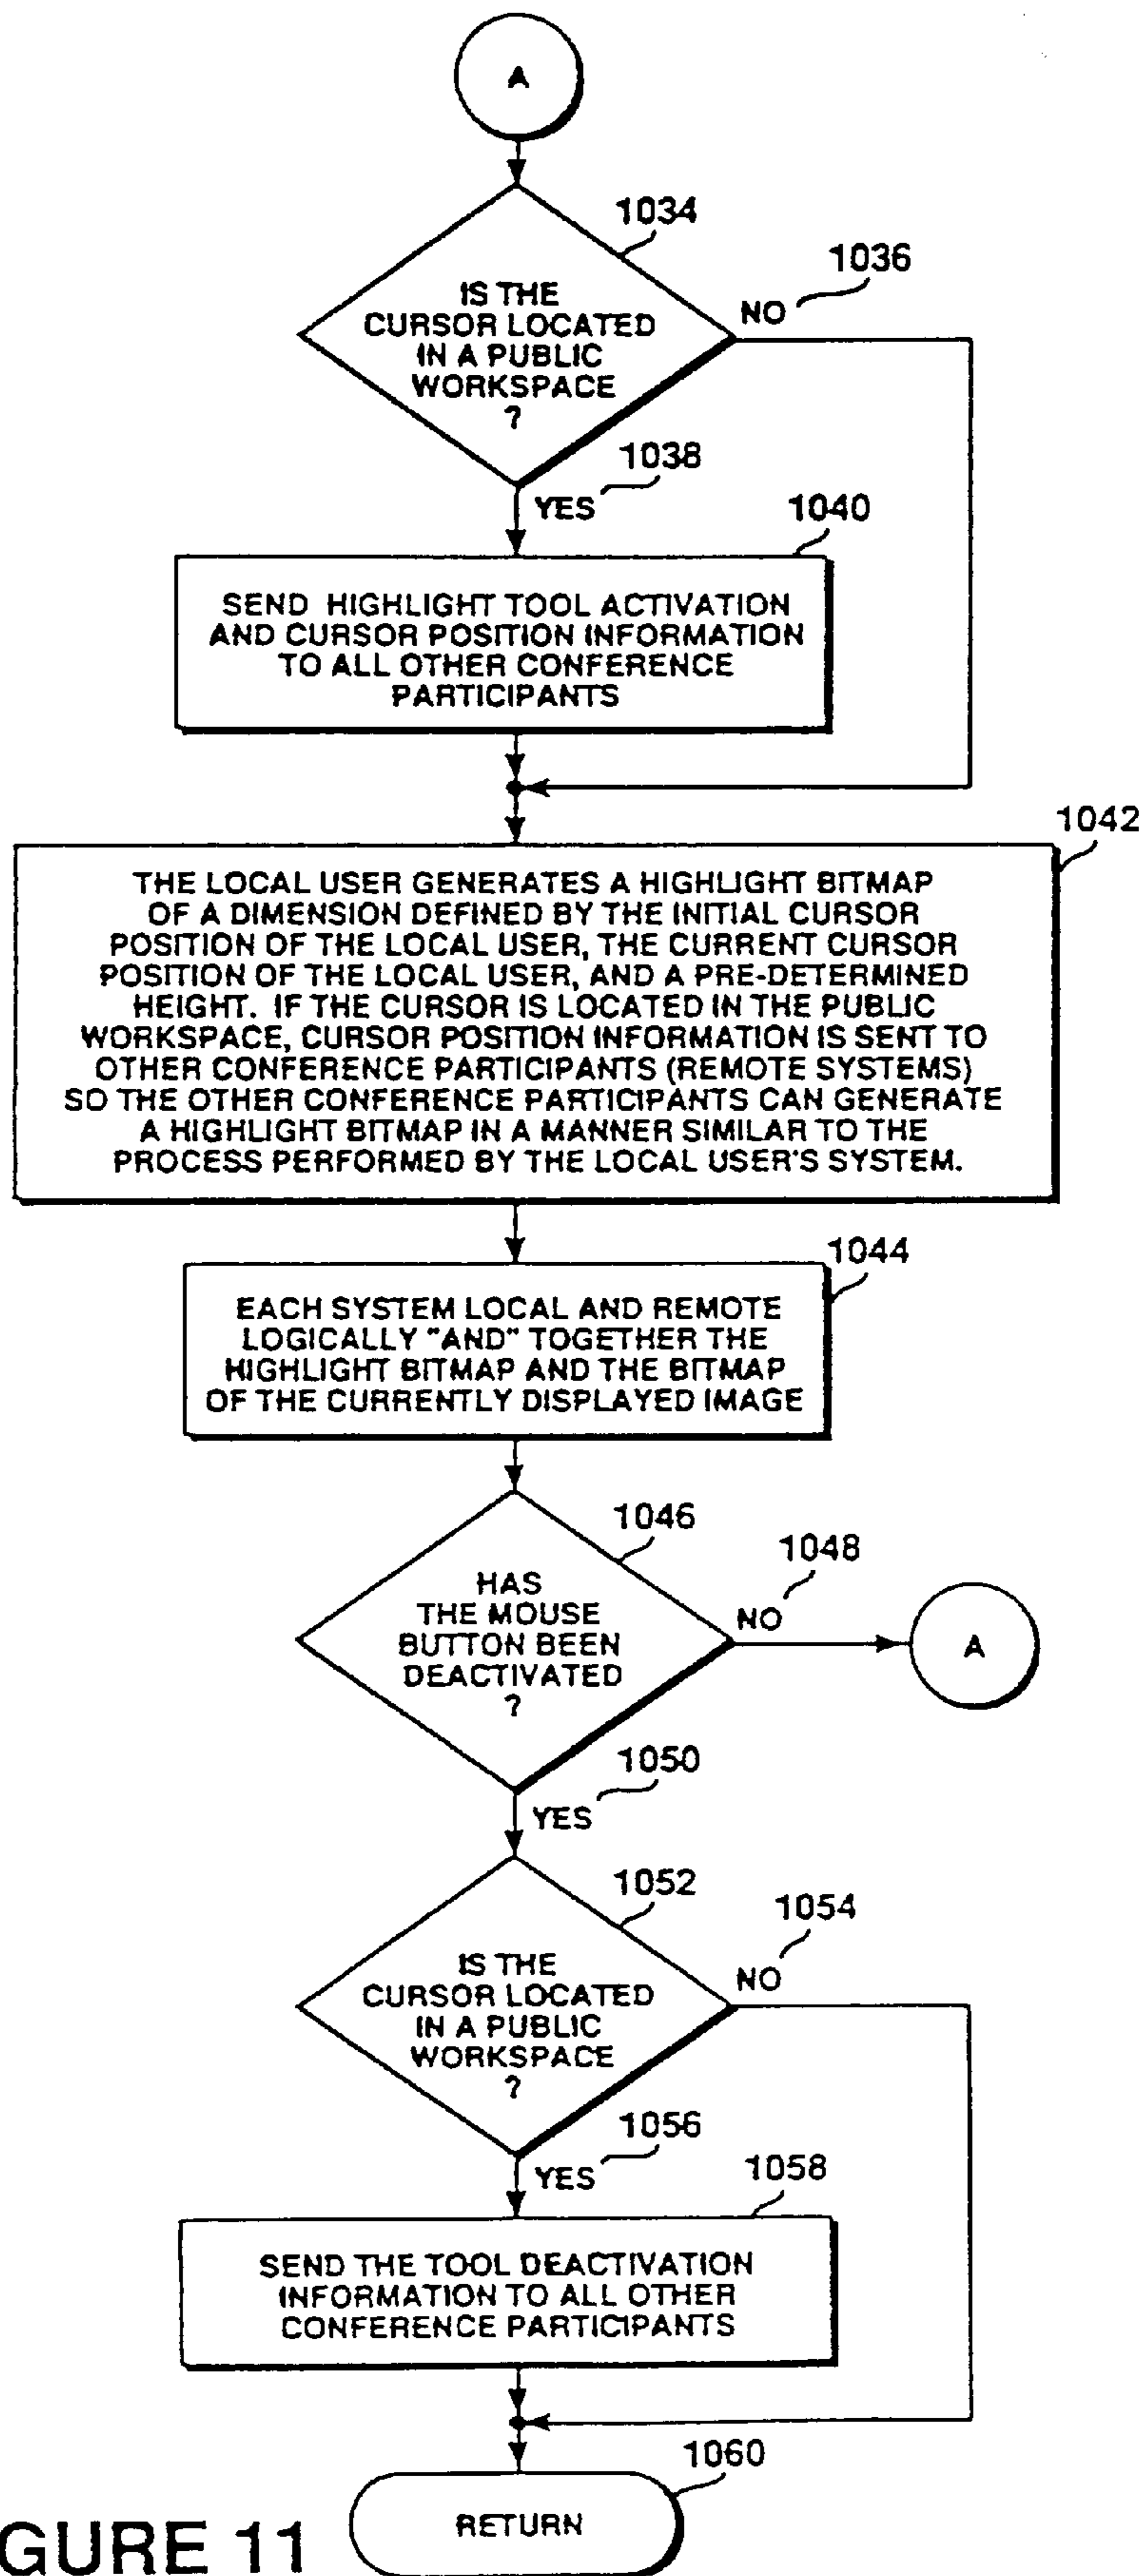 A
1034
1036
IS THE
CURSOR LOCATED
IN A PUBLIC
WORKSPACE
?
NO
1038
YES
1040
SEND HIGHLIGHT TOOL ACTIVATION
AND CURSOR POSITION INFORMATION
TO ALL OTHER CONFERENCE
PARTICIPANTS
1042
THE LOCAL USER GENERATES A HIGHLIGHT BITMAP
OF A DIMENSION DEFINED BY THE INITIAL CURSOR
POSITION OF THE LOCAL USER, THE CURRENT CURSOR
POSITION OF THE LOCAL USER, AND A PRE-DETERMINED
HEIGHT. IF THE CURSOR IS LOCATED IN THE PUBLIC
WORKSPACE, CURSOR POSITION INFORMATION IS SENT TO
OTHER CONFERENCE PARTICIPANTS (REMOTE SYSTEMS)
SO THE OTHER CONFERENCE PARTICIPANTS CAN GENERATE
A HIGHLIGHT BITMAP IN A MANNER SIMILAR TO THE
PROCESS PERFORMED BY THE LOCAL USER'S SYSTEM.
1044
EACH SYSTEM LOCAL AND REMOTE
LOGICALLY "AND" TOGETHER THE
HIGHLIGHT BITMAP AND THE BITMAP
OF THE CURRENTLY DISPLAYED IMAGE
1046
1048
HAS
THE MOUSE
BUTTON BEEN
DEACTIVATED
?
NO
A
1050
YES
1052
1054
IS THE
CURSOR LOCATED
IN A PUBLIC
WORKSPACE
?
NO
1056
YES
1058
SEND THE TOOL DEACTIVATION
INFORMATION TO ALL OTHER
CONFERENCE PARTICIPANTS
1060
RETURN
GURE 11